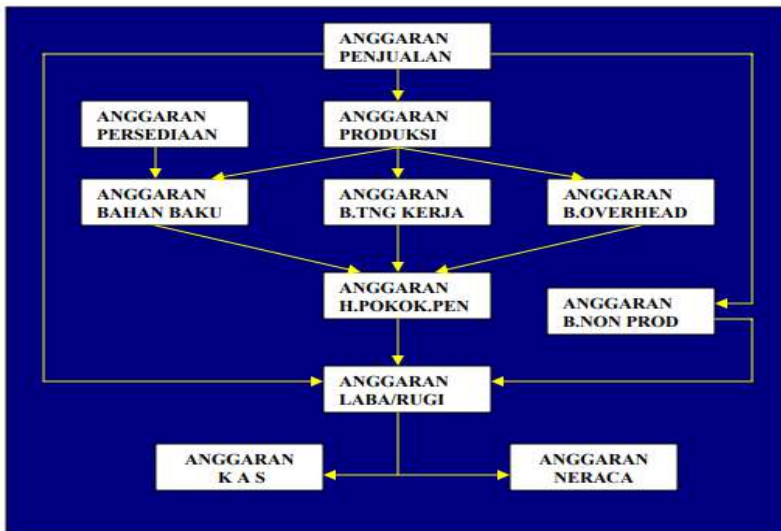 ANGGARAN
PENJUALAN
ANGGARAN
PERSEDIAAN
ANGGARAN
PRODUKSI
ANGGARAN
BAHAN BAKU
ANGGARAN
B.TNG KERJA
ANGGARAN
B.OVERHEAD
ANGGARAN
H.POKOK.PEN
ANGGARAN
B.NON PROD
ANGGARAN
LABA/RUGI
ANGGARAN
K A S
ANGGARAN
NERACA